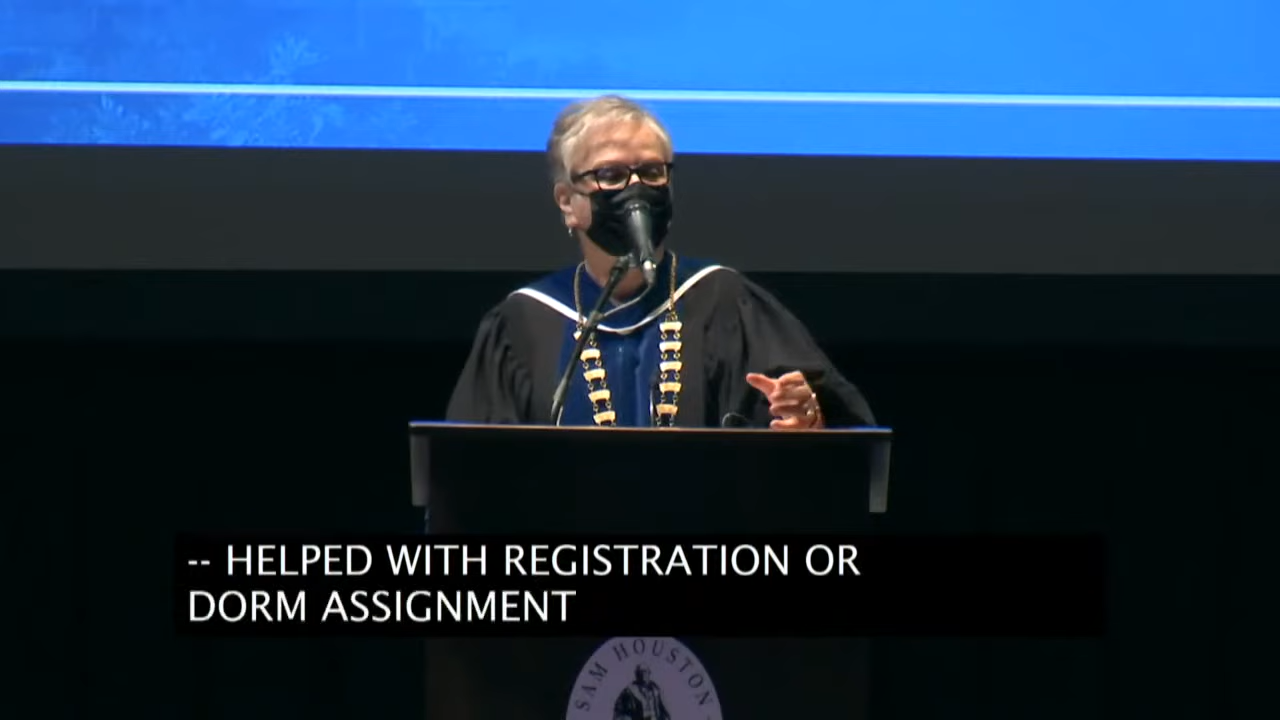 -- HELPED WITH REGISTRATION OR
DORM ASSIGNMENT
SAM HOUSTON